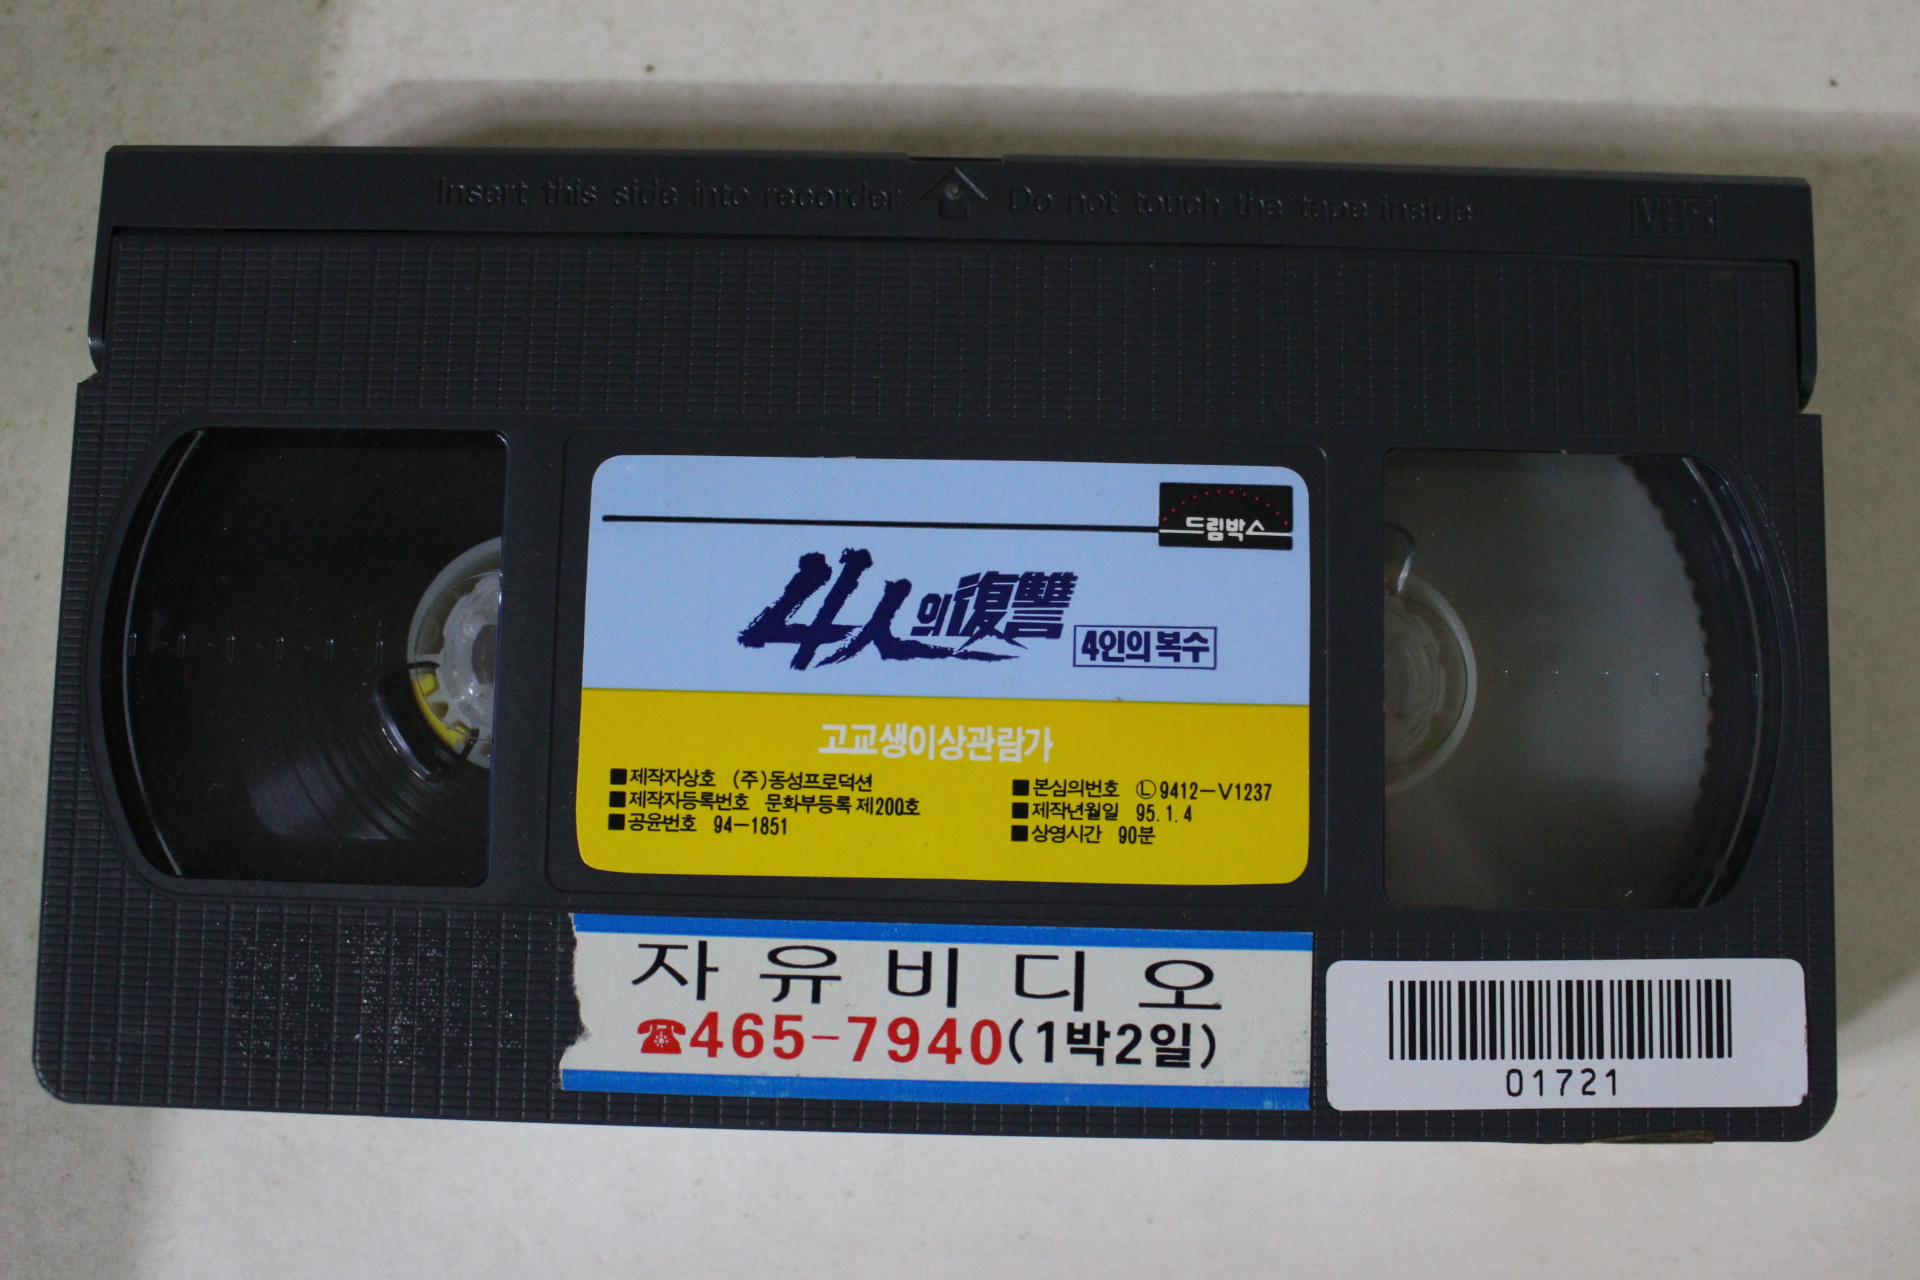 Insert this side into recorder
Do not touch the tape inside
VHS
드림박스
4人의 復讐
4인의 복수
고교생이상관람가
■제작자상호 (주)동성프로덕션
■제작자등록번호 문화부등록 제200호
■공윤번호 94-1851
■본심의번호 Ⓛ9412-V1237
■제작년월일 95.1.4
■상영시간 90분
자유비디오
☎465-7940(1박2일)
01721